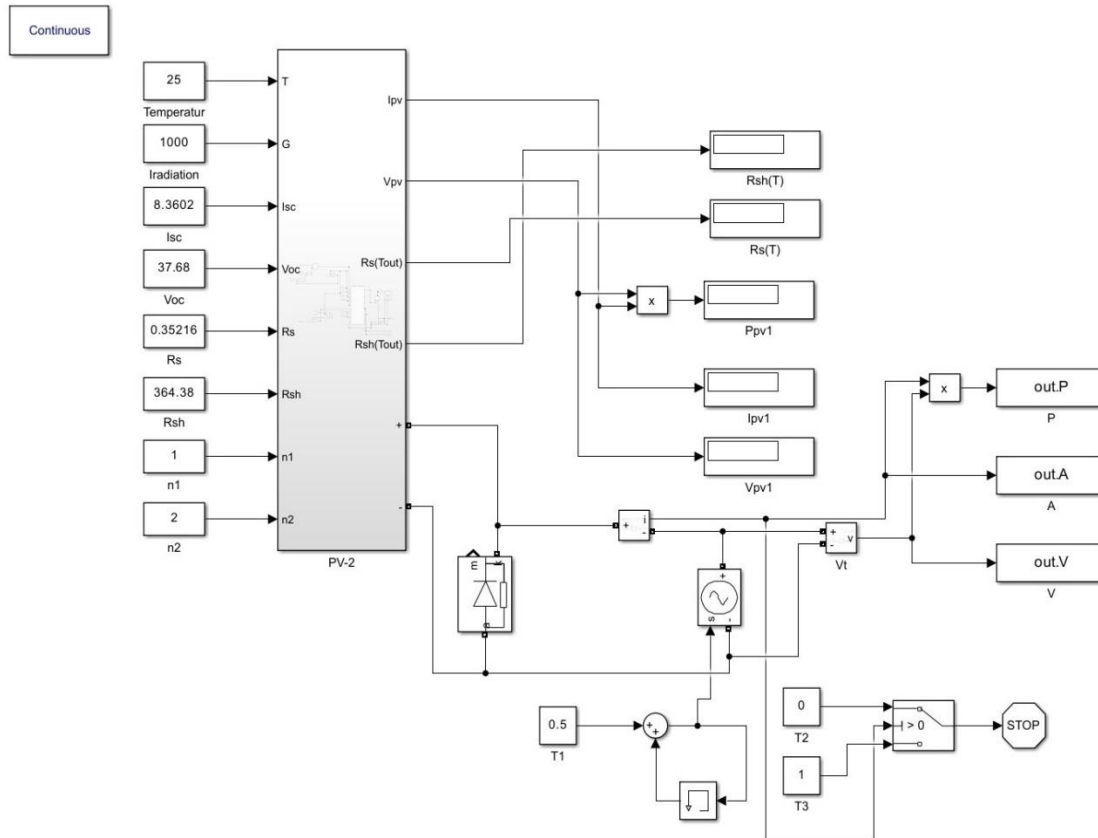 Continuous
25
Temperatur
1000
Iradiation
8.3602
Isc
37.68
Voc
0.35216
Rs
364.38
Rsh
1
n1
2
n2
T
G
Isc
Voc
Rs
Rsh
n1
n2
Ipv
Vpv
Rs(Tout)
Rsh(Tout)
+
-
PV-2
Rsh(T)
Rs(T)
x
Ppv1
Ipv1
Vpv1
x
out.P
P
out.A
A
out.V
V
+
i
-
+
-
v
Vt
m
k
a
+
s
-
0.5
T1
+
+
0
T2
> 0
1
T3
STOP